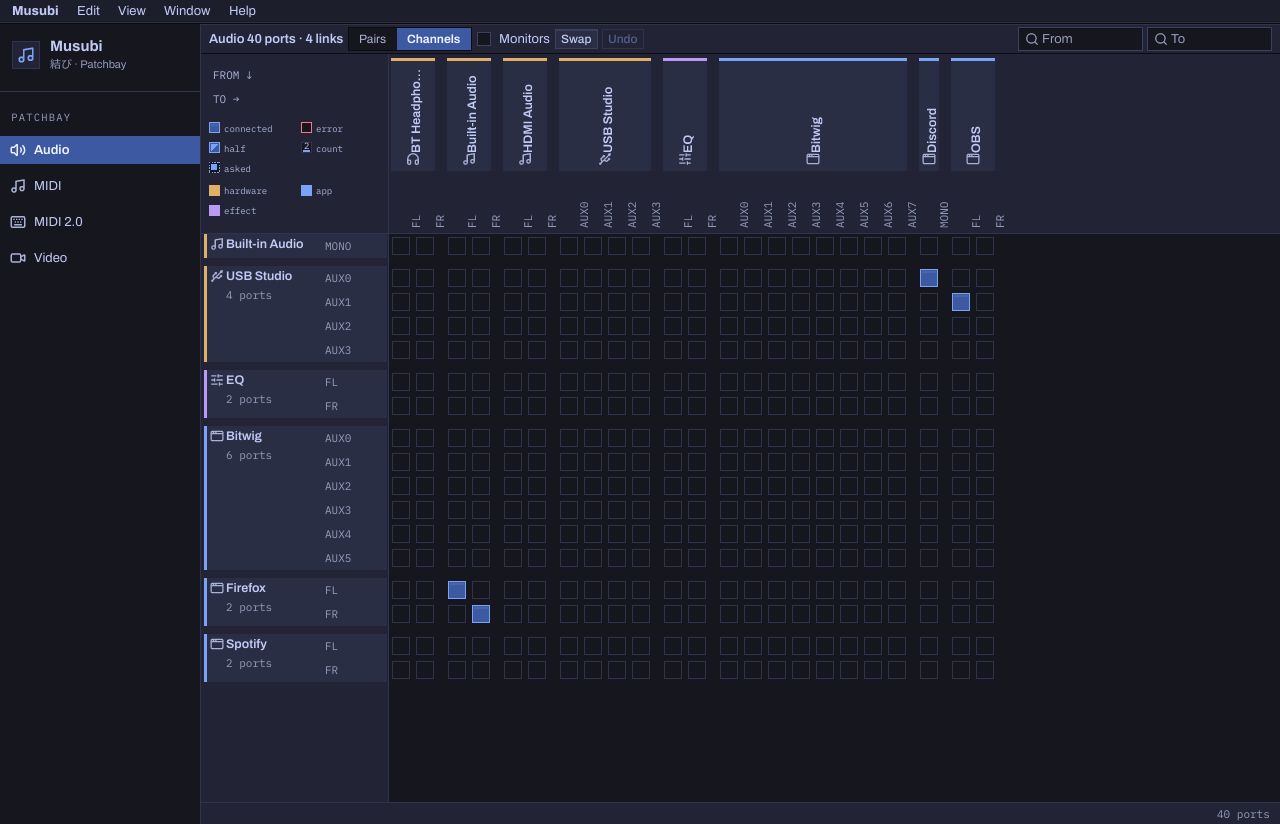 Musubi Edit View Window Help
Musubi
結び · Patchbay
PATCHBAY
Audio
MIDI
MIDI 2.0
Video
Audio 40 ports · 4 links Pairs Channels Monitors Swap Undo From To
FROM ↓
TO →
connected error
half 2 count
asked
hardware app
effect
BT Headpho… Built-in Audio HDMI Audio USB Studio EQ Bitwig Discord OBS
FL FR FL FR FL FR AUX0 AUX1 AUX2 AUX3 FL FR AUX0 AUX1 AUX2 AUX3 AUX4 AUX5 AUX6 AUX7 MONO FL FR
Built-in Audio MONO
USB Studio AUX0
4 ports
AUX1
AUX2
AUX3
EQ FL
2 ports
FR
Bitwig AUX0
6 ports
AUX1
AUX2
AUX3
AUX4
AUX5
Firefox FL
2 ports
FR
Spotify FL
2 ports
FR
40 ports